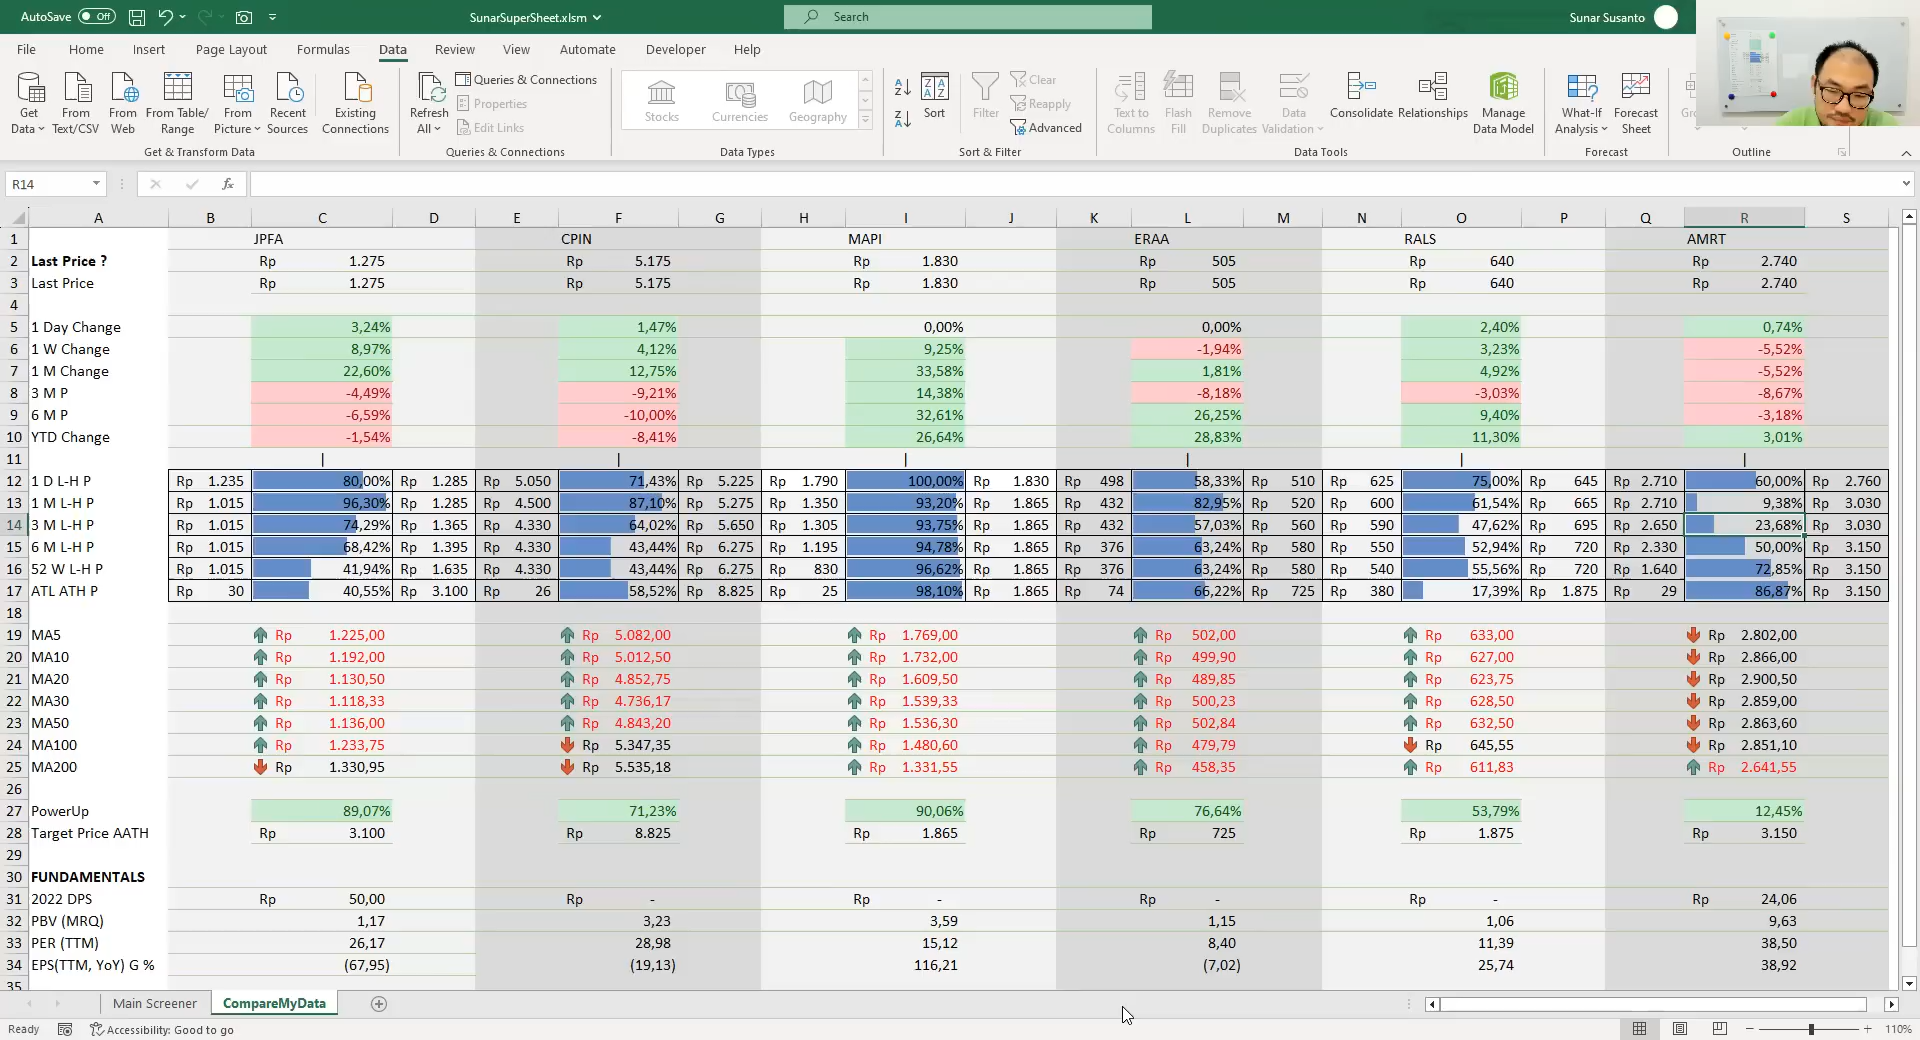 AutoSave Off SunarSuperSheet.xlsm Search Sunar Susanto
File Home Insert Page Layout Formulas Data Review View Automate Developer Help
Get Data From Text/CSV From Web From Table/ Range From Picture Recent Sources Existing Connections Refresh All Queries & Connections Properties Edit Links Stocks Currencies Geography Sort Filter Clear Reapply Advanced Text to Columns Flash Fill Remove Duplicates Data Validation Consolidate Relationships Manage Data Model What-If Analysis Forecast Sheet
Get & Transform Data Queries & Connections Data Types Sort & Filter Data Tools Forecast Outline
R14 fx
A B C D E F G H I J K L M N O P Q R S
1 JPFA CPIN MAPI ERAA RALS AMRT
2 Last Price ? Rp 1.275 Rp 5.175 Rp 1.830 Rp 505 Rp 640 Rp 2.740
3 Last Price Rp 1.275 Rp 5.175 Rp 1.830 Rp 505 Rp 640 Rp 2.740
4
5 1 Day Change 3,24% 1,47% 0,00% 0,00% 2,40% 0,74%
6 1 W Change 8,97% 4,12% 9,25% -1,94% 3,23% -5,52%
7 1 M Change 22,60% 12,75% 33,58% 1,81% 4,92% -5,52%
8 3 M P -4,49% -9,21% 14,38% -8,18% -3,03% -8,67%
9 6 M P -6,59% -10,00% 32,61% 26,25% 9,40% -3,18%
10 YTD Change -1,54% -8,41% 26,64% 28,83% 11,30% 3,01%
11 | | | | | |
12 1 D L-H P Rp 1.235 80,00% Rp 1.285 Rp 5.050 71,43% Rp 5.225 Rp 1.790 100,00% Rp 1.830 Rp 498 58,33% Rp 510 Rp 625 75,00% Rp 645 Rp 2.710 60,00% Rp 2.760
13 1 M L-H P Rp 1.015 96,30% Rp 1.285 Rp 4.500 87,10% Rp 5.275 Rp 1.350 93,20% Rp 1.865 Rp 432 82,95% Rp 520 Rp 600 61,54% Rp 665 Rp 2.710 9,38% Rp 3.030
14 3 M L-H P Rp 1.015 74,29% Rp 1.365 Rp 4.330 64,02% Rp 5.650 Rp 1.305 93,75% Rp 1.865 Rp 432 57,03% Rp 560 Rp 590 47,62% Rp 695 Rp 2.650 23,68% Rp 3.030
15 6 M L-H P Rp 1.015 68,42% Rp 1.395 Rp 4.330 43,44% Rp 6.275 Rp 1.195 94,78% Rp 1.865 Rp 376 63,24% Rp 580 Rp 550 52,94% Rp 720 Rp 2.330 50,00% Rp 3.150
16 52 W L-H P Rp 1.015 41,94% Rp 1.635 Rp 4.330 43,44% Rp 6.275 Rp 830 96,62% Rp 1.865 Rp 376 63,24% Rp 580 Rp 540 55,56% Rp 720 Rp 1.640 72,85% Rp 3.150
17 ATL ATH P Rp 30 40,55% Rp 3.100 Rp 26 58,52% Rp 8.825 Rp 25 98,10% Rp 1.865 Rp 74 66,22% Rp 725 Rp 380 17,39% Rp 1.875 Rp 29 86,87% Rp 3.150
18
19 MA5 Rp 1.225,00 Rp 5.082,00 Rp 1.769,00 Rp 502,00 Rp 633,00 Rp 2.802,00
20 MA10 Rp 1.192,00 Rp 5.012,50 Rp 1.732,00 Rp 499,90 Rp 627,00 Rp 2.866,00
21 MA20 Rp 1.130,50 Rp 4.852,75 Rp 1.609,50 Rp 489,85 Rp 623,75 Rp 2.900,50
22 MA30 Rp 1.118,33 Rp 4.736,17 Rp 1.539,33 Rp 500,23 Rp 628,50 Rp 2.859,00
23 MA50 Rp 1.136,00 Rp 4.843,20 Rp 1.536,30 Rp 502,84 Rp 632,50 Rp 2.863,60
24 MA100 Rp 1.233,75 Rp 5.347,35 Rp 1.480,60 Rp 479,79 Rp 645,55 Rp 2.851,10
25 MA200 Rp 1.330,95 Rp 5.535,18 Rp 1.331,55 Rp 458,35 Rp 611,83 Rp 2.641,55
26
27 PowerUp 89,07% 71,23% 90,06% 76,64% 53,79% 12,45%
28 Target Price AATH Rp 3.100 Rp 8.825 Rp 1.865 Rp 725 Rp 1.875 Rp 3.150
29
30 FUNDAMENTALS
31 2022 DPS Rp 50,00 Rp - Rp - Rp - Rp - Rp 24,06
32 PBV (MRQ) 1,17 3,23 3,59 1,15 1,06 9,63
33 PER (TTM) 26,17 28,98 15,12 8,40 11,39 38,50
34 EPS(TTM, YoY) G % (67,95) (19,13) 116,21 (7,02) 25,74 38,92
35
Main Screener CompareMyData
Ready Accessibility: Good to go 110%